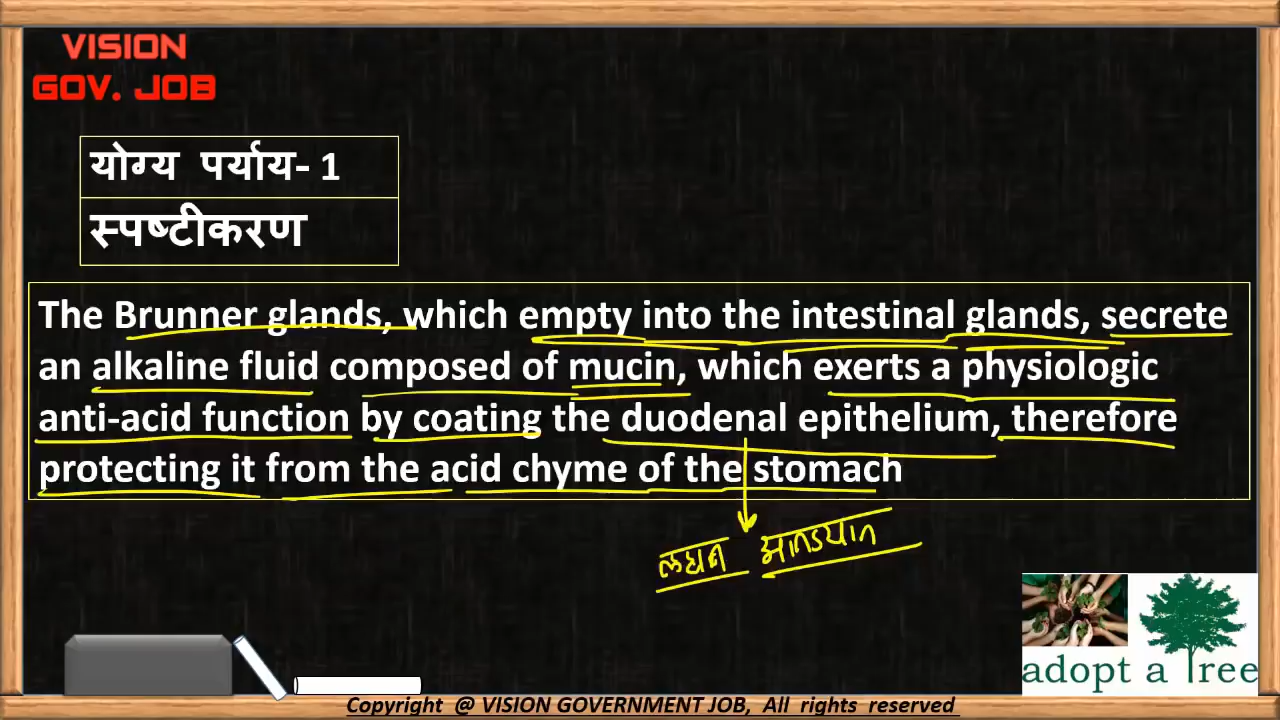 VISION
GOV. JOB
योग्य पर्याय- 1
स्पष्टीकरण
The Brunner glands, which empty into the intestinal glands, secrete
an alkaline fluid composed of mucin, which exerts a physiologic
anti-acid function by coating the duodenal epithelium, therefore
protecting it from the acid chyme of the stomach
adopt a Tree
Copyright @ VISION GOVERNMENT JOB, All rights reserved